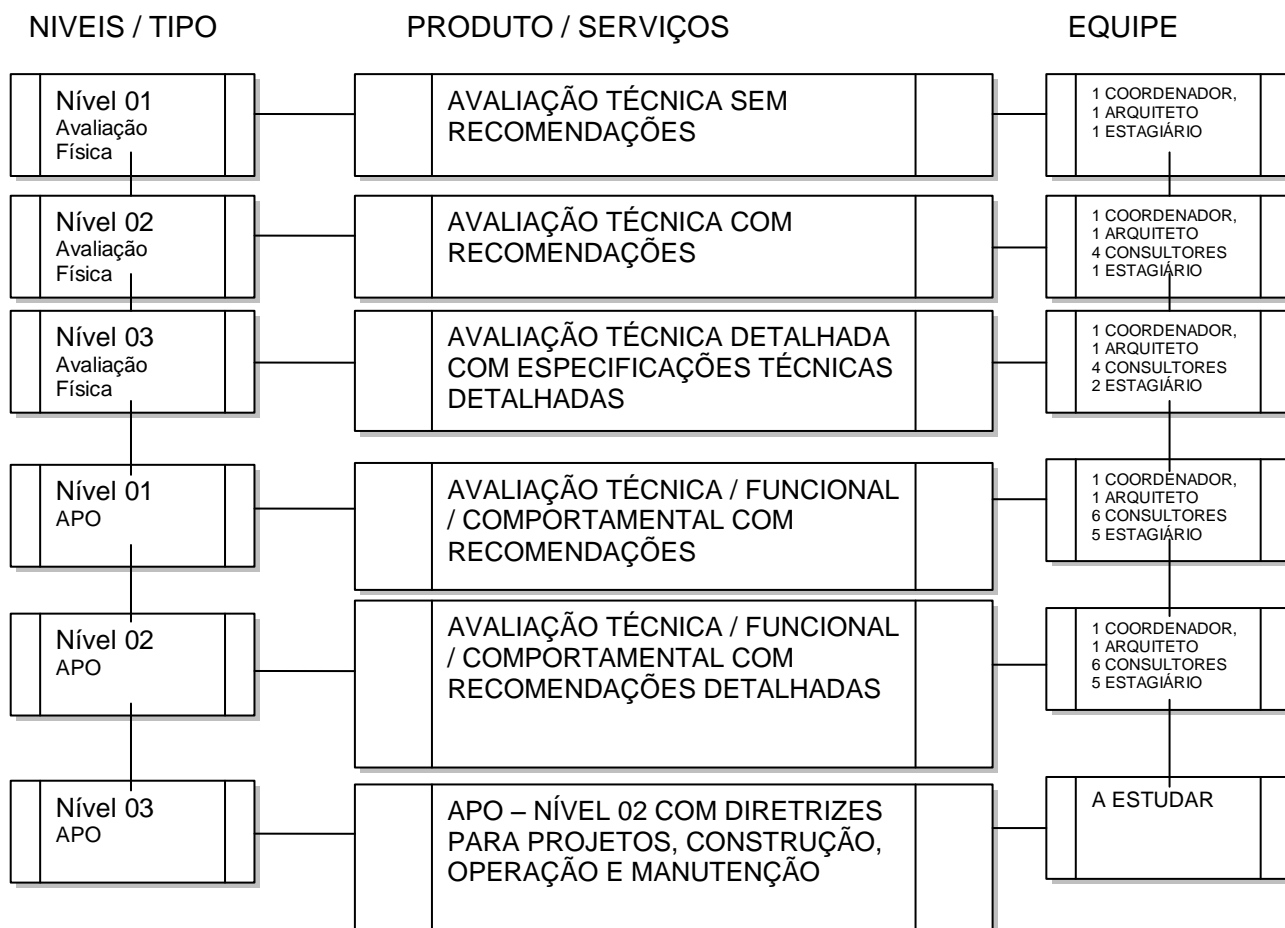 NIVEIS / TIPO
PRODUTO / SERVIÇOS
EQUIPE
Nível 01
Avaliação
Física
AVALIAÇÃO TÉCNICA SEM
RECOMENDAÇÕES
1 COORDENADOR,
1 ARQUITETO
1 ESTAGIÁRIO
Nível 02
Avaliação
Física
AVALIAÇÃO TÉCNICA COM
RECOMENDAÇÕES
1 COORDENADOR,
1 ARQUITETO
4 CONSULTORES
1 ESTAGIÁRIO
Nível 03
Avaliação
Física
AVALIAÇÃO TÉCNICA DETALHADA
COM ESPECIFICAÇÕES TÉCNICAS
DETALHADAS
1 COORDENADOR,
1 ARQUITETO
4 CONSULTORES
2 ESTAGIÁRIO
Nível 01
APO
AVALIAÇÃO TÉCNICA / FUNCIONAL
/ COMPORTAMENTAL COM
RECOMENDAÇÕES
1 COORDENADOR,
1 ARQUITETO
6 CONSULTORES
5 ESTAGIÁRIO
Nível 02
APO
AVALIAÇÃO TÉCNICA / FUNCIONAL
/ COMPORTAMENTAL COM
RECOMENDAÇÕES DETALHADAS
1 COORDENADOR,
1 ARQUITETO
6 CONSULTORES
5 ESTAGIÁRIO
Nível 03
APO
APO – NÍVEL 02 COM DIRETRIZES
PARA PROJETOS, CONSTRUÇÃO,
OPERAÇÃO E MANUTENÇÃO
A ESTUDAR